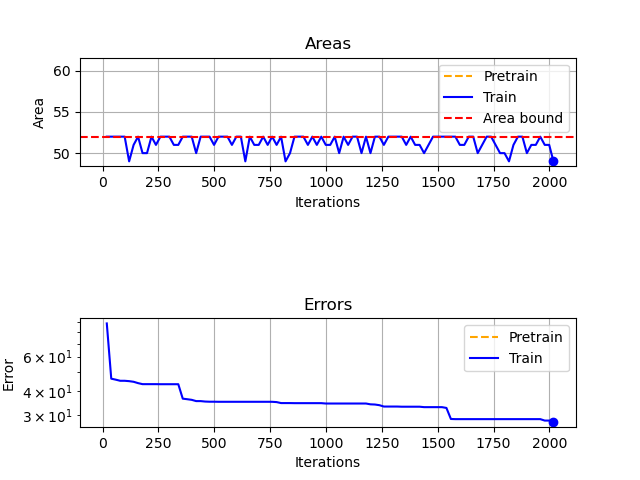 Areas
60
55
50
Area
Pretrain
Train
Area bound
0 250 500 750 1000 1250 1500 1750 2000
Iterations
Errors
6 × 10¹
4 × 10¹
3 × 10¹
Error
Pretrain
Train
0 250 500 750 1000 1250 1500 1750 2000
Iterations